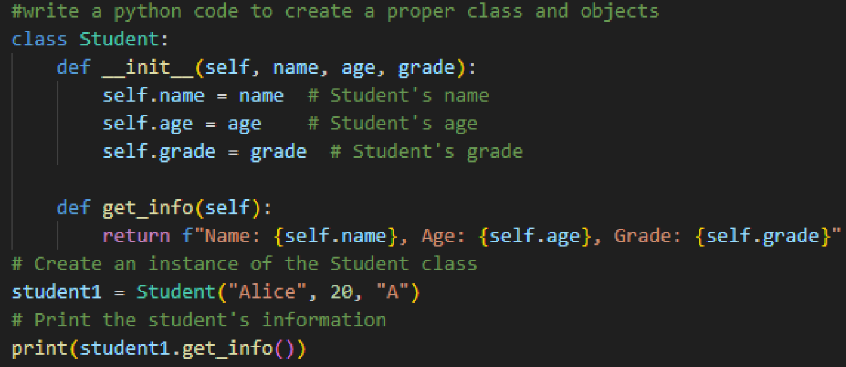 #write a python code to create a proper class and objects
class Student:
    def __init__(self, name, age, grade):
        self.name = name  # Student's name
        self.age = age    # Student's age
        self.grade = grade  # Student's grade

    def get_info(self):
        return f"Name: {self.name}, Age: {self.age}, Grade: {self.grade}"
# Create an instance of the Student class
student1 = Student("Alice", 20, "A")
# Print the student's information
print(student1.get_info())